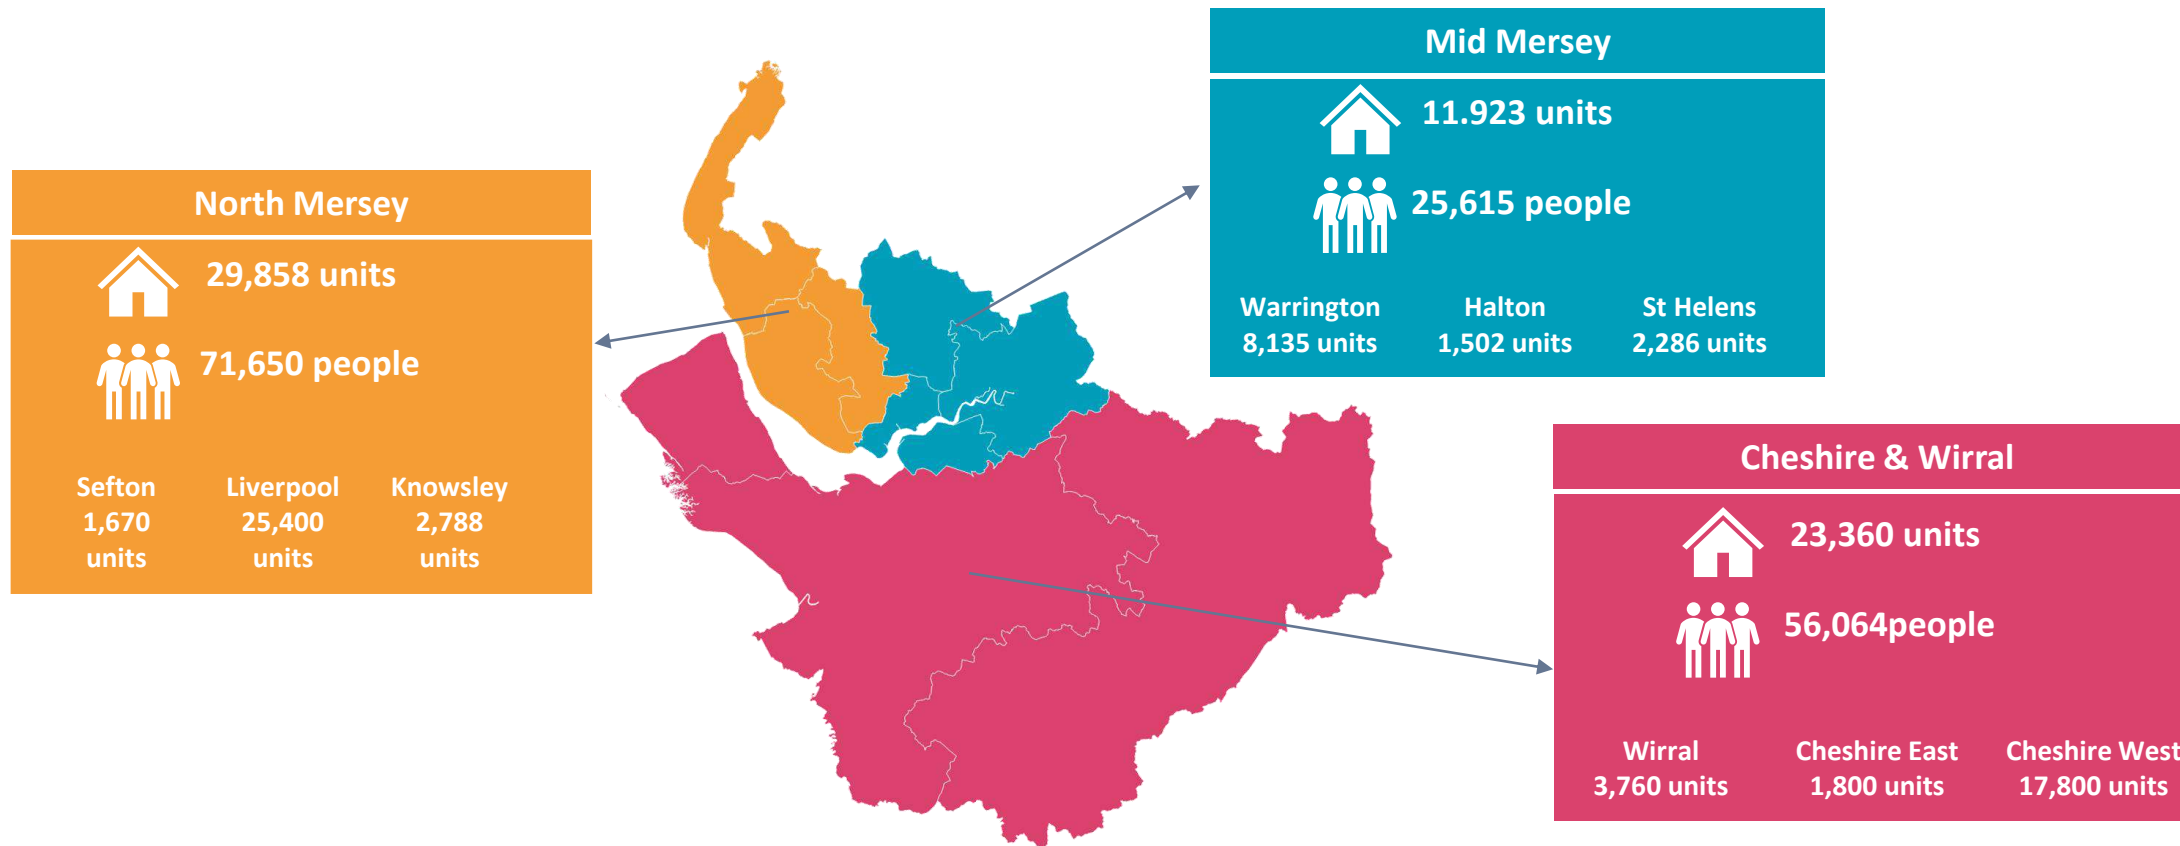 North Mersey
29,858 units
71,650 people
Sefton
1,670
units
Liverpool
25,400
units
Knowsley
2,788
units
Mid Mersey
11.923 units
25,615 people
Warrington
8,135 units
Halton
1,502 units
St Helens
2,286 units
Cheshire & Wirral
23,360 units
56,064people
Wirral
3,760 units
Cheshire East
1,800 units
Cheshire West
17,800 units